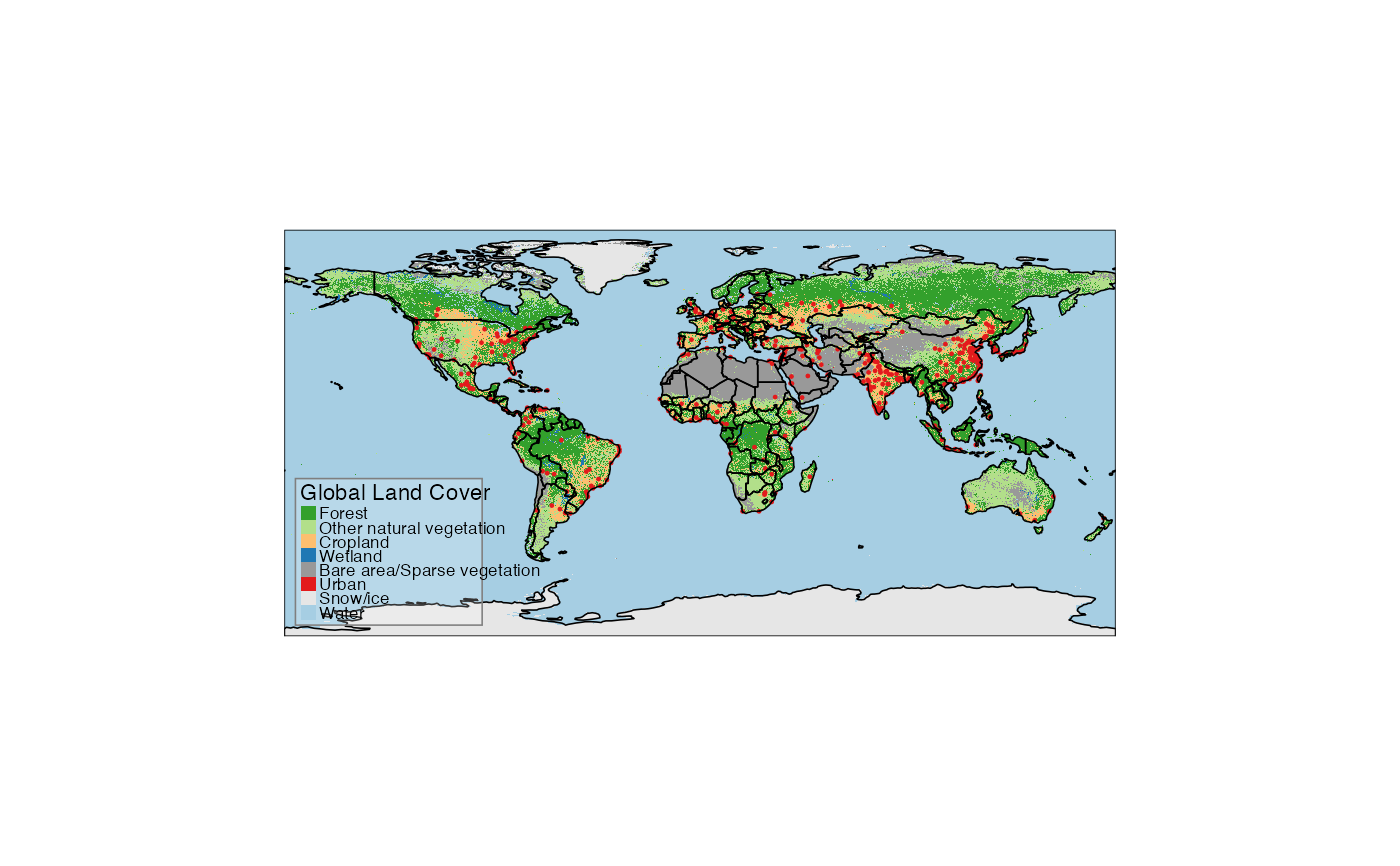 Global Land Cover
Forest
Other natural vegetation
Cropland
Wetland
Bare area/Sparse vegetation
Urban
Snow/ice
Water